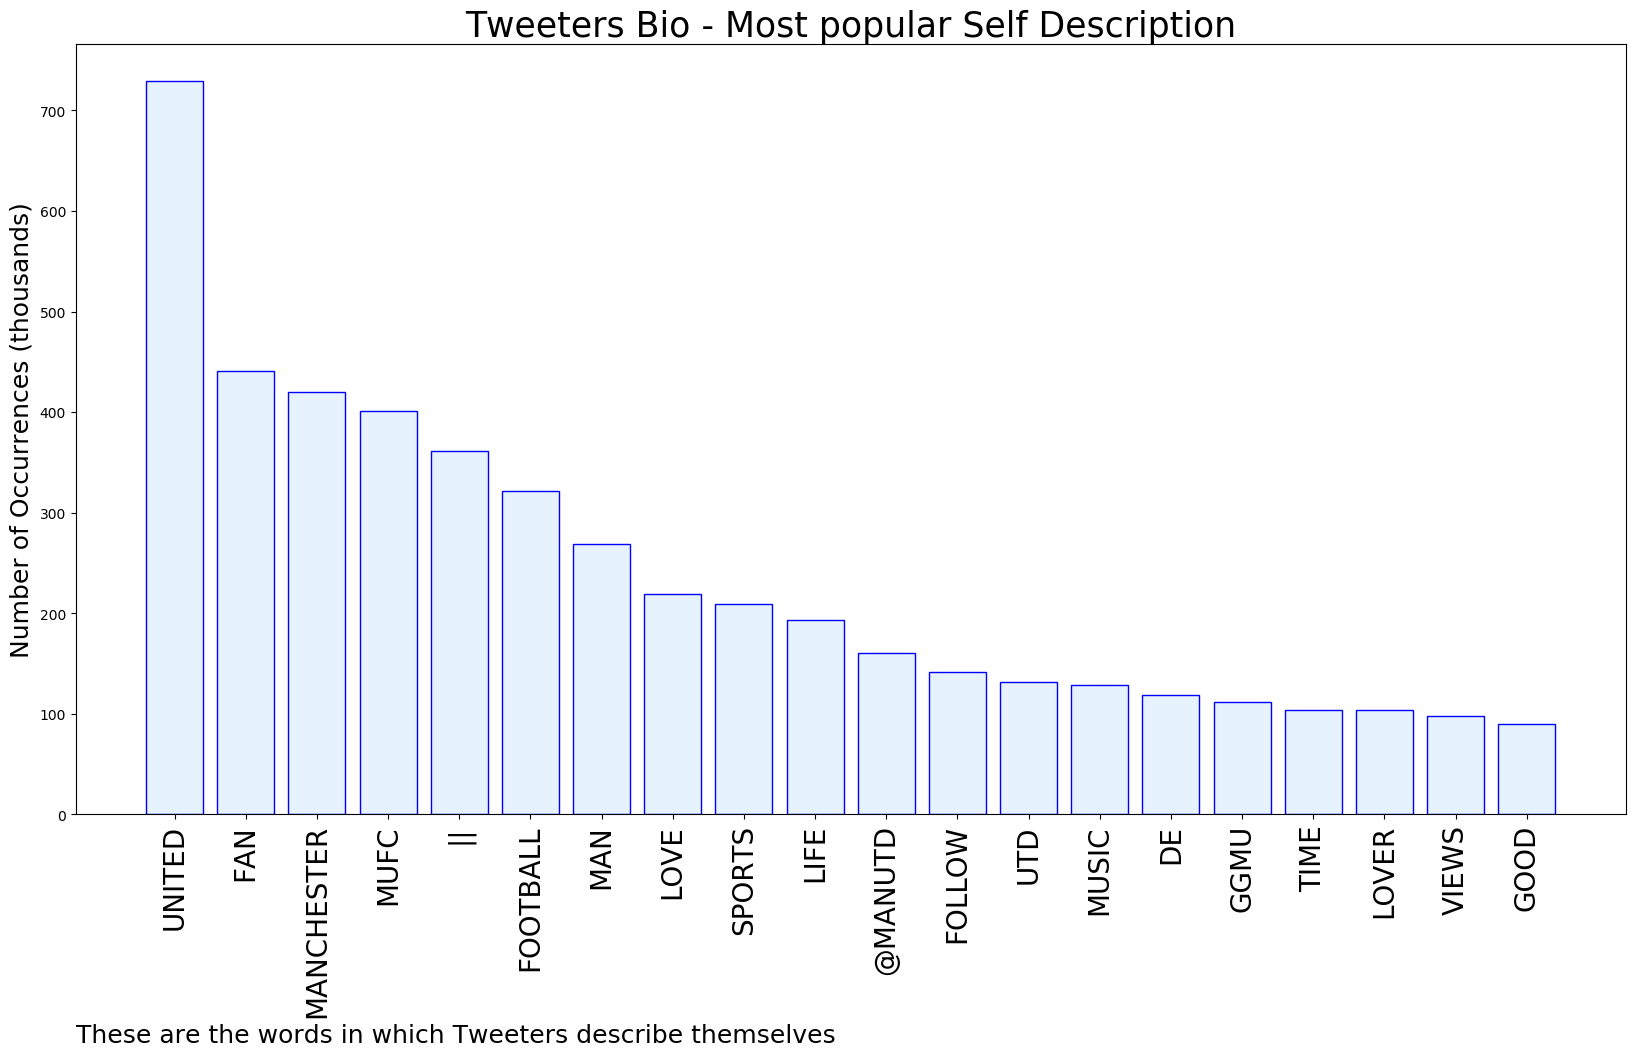 Tweeters Bio - Most popular Self Description
Number of Occurrences (thousands)
700
600
500
400
300
200
100
0
UNITED
FAN
MANCHESTER
MUFC
||
FOOTBALL
MAN
LOVE
SPORTS
LIFE
@MANUTD
FOLLOW
UTD
MUSIC
DE
GGMU
TIME
LOVER
VIEWS
GOOD
These are the words in which Tweeters describe themselves